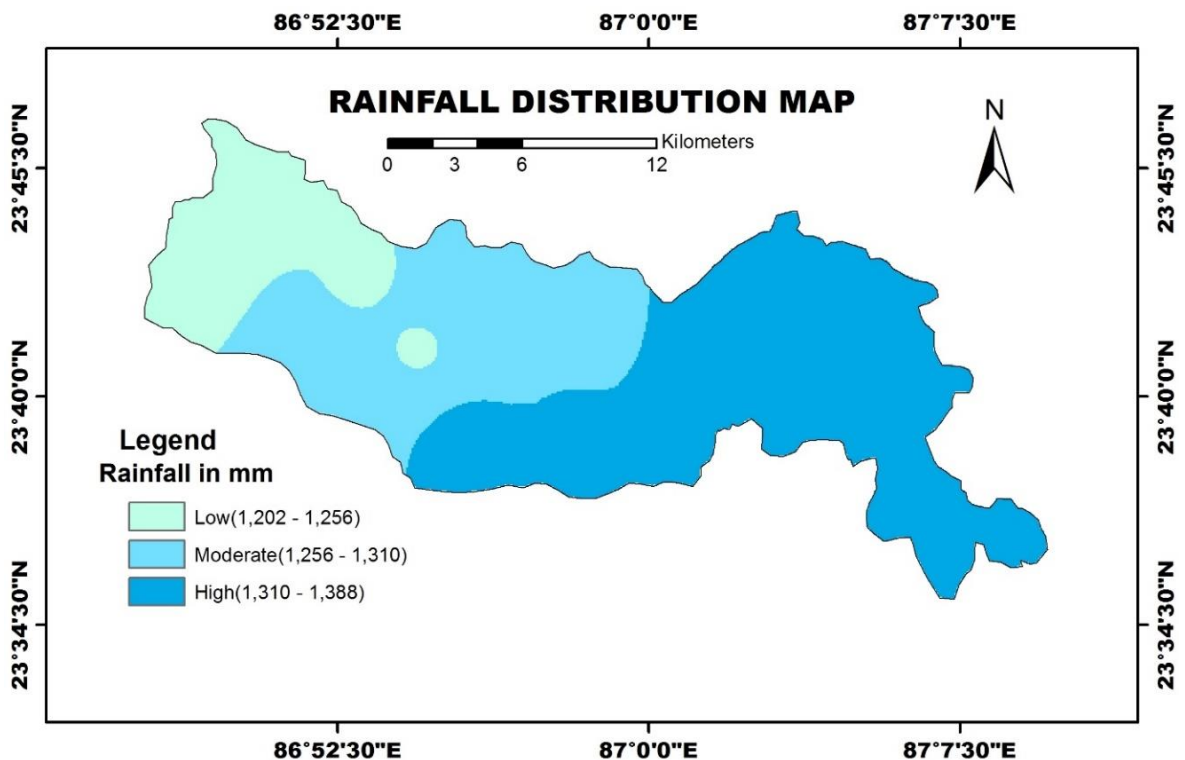 86°52'30"E 87°0'0"E 87°7'30"E
RAINFALL DISTRIBUTION MAP
N
Kilometers
0 3 6 12
23°45'30"N 23°45'30"N
23°40'0"N 23°40'0"N
23°34'30"N 23°34'30"N
Legend
Rainfall in mm
Low(1,202 - 1,256)
Moderate(1,256 - 1,310)
High(1,310 - 1,388)
86°52'30"E 87°0'0"E 87°7'30"E